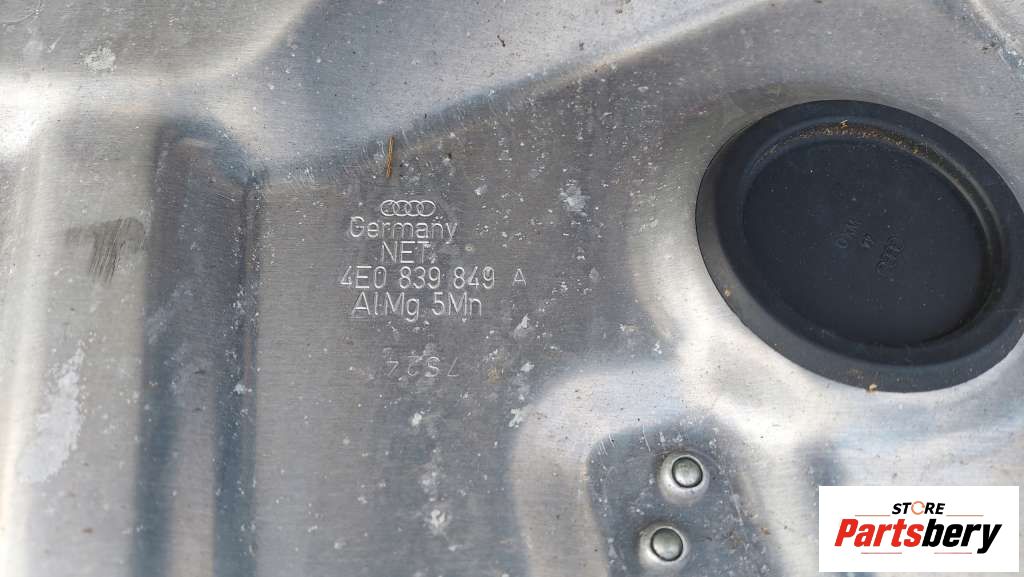 Germany
NET.
4E0 839 849 A
AlMg 5Mn
STORE
Partsbery